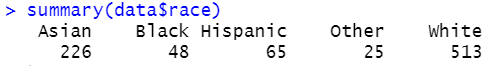 > summary(data$race)
Asian Black Hispanic Other White
226 48 65 25 513